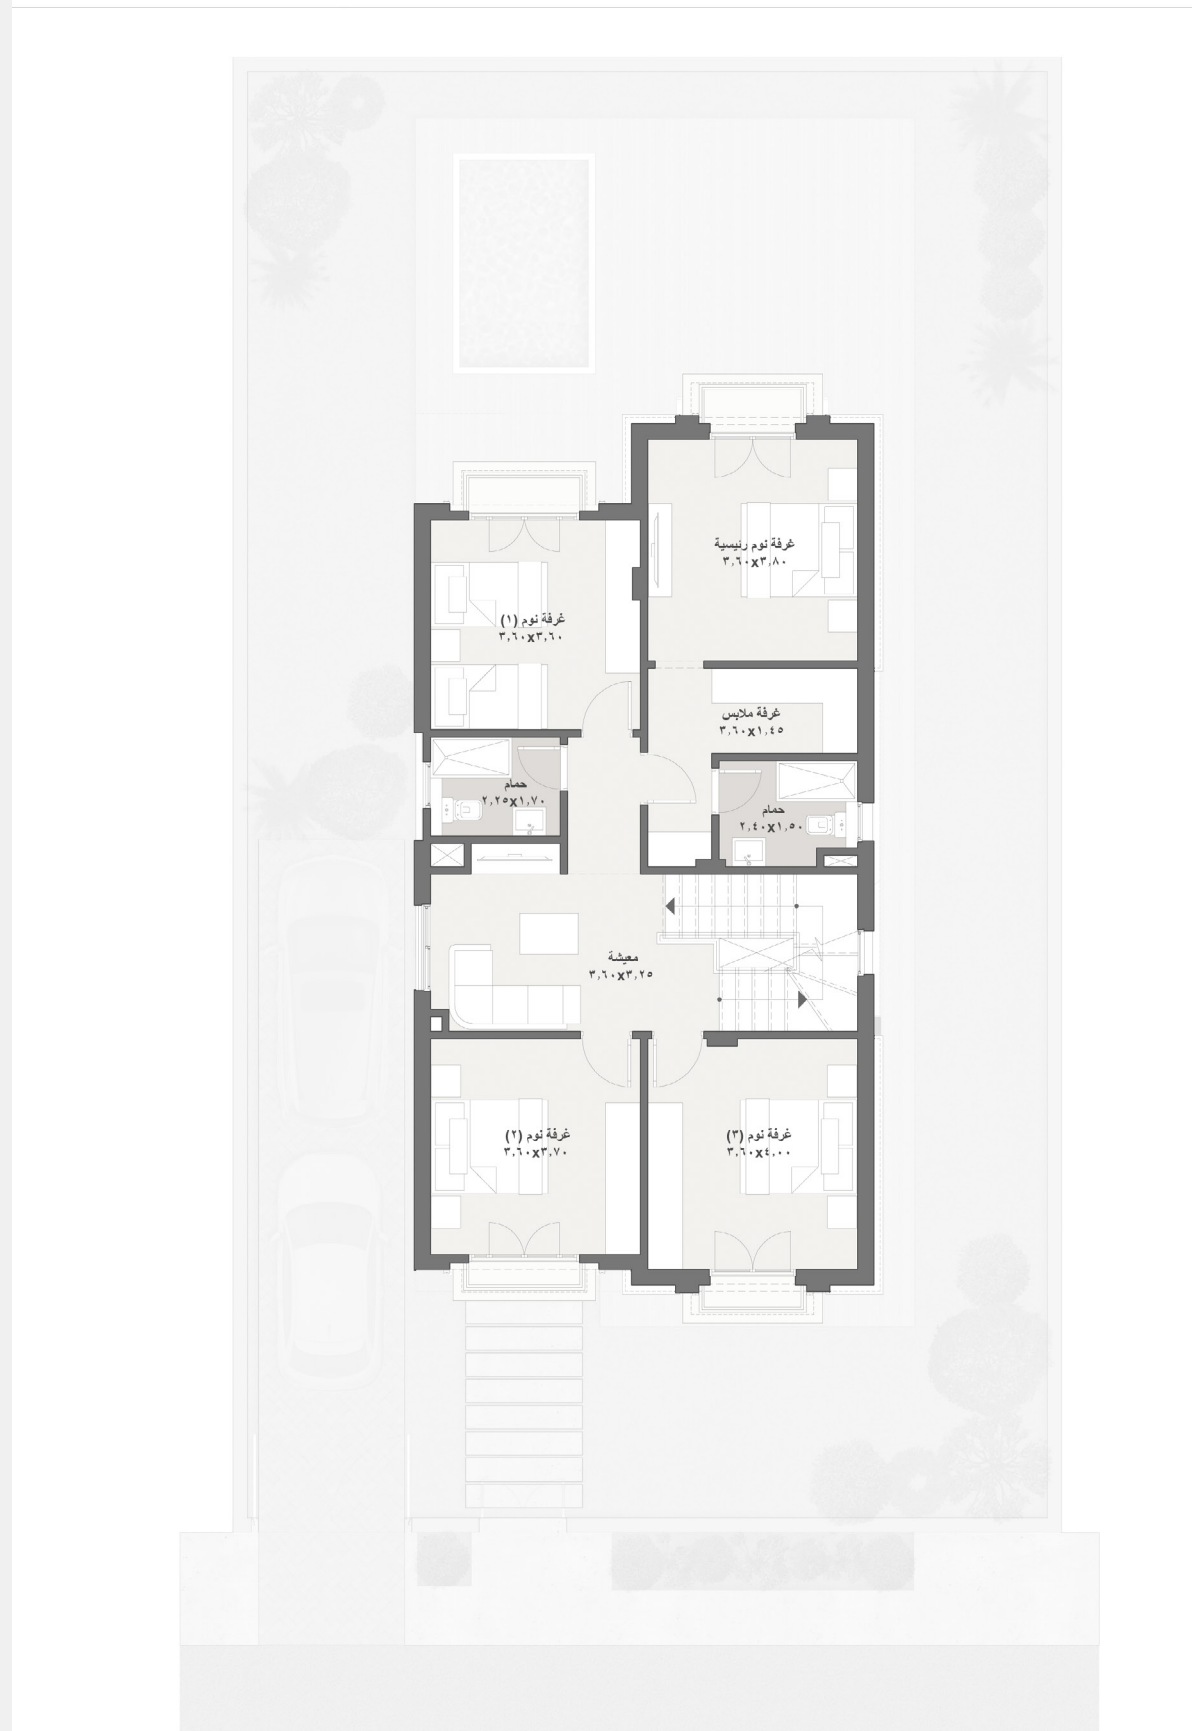 غرفة نوم رئيسية
٣,٦٠x٣,٨٠
غرفة نوم (١)
٣,٦٠x٣,٦٠
غرفة ملابس
٣,٦٠x١,٤٥
حمام
٢,٢٥x١,٧٠
حمام
٢,٤٠x١,٥٠
معيشة
٣,٦٠x٣,٢٥
غرفة نوم (٢)
٣,٦٠x٣,٧٠
غرفة نوم (٣)
٣,٦٠x٤,٠٠